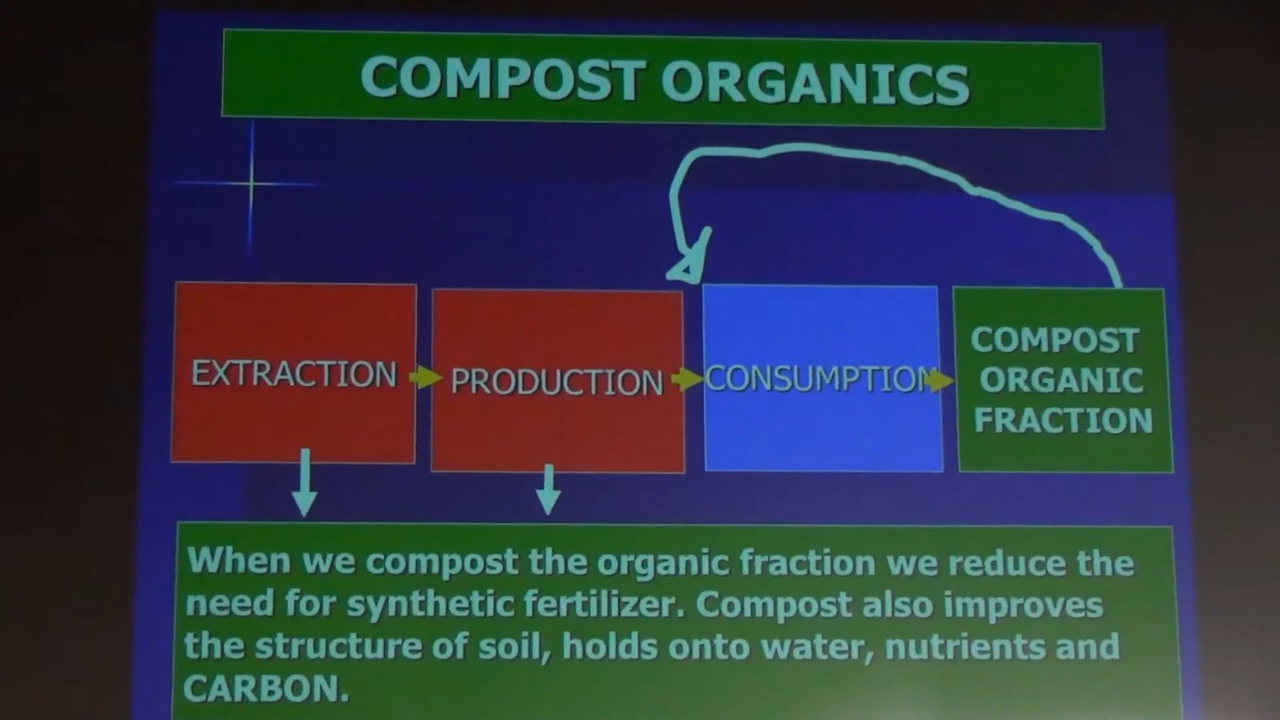 COMPOST ORGANICS
EXTRACTION
PRODUCTION
CONSUMPTION
COMPOST
ORGANIC
FRACTION
When we compost the organic fraction we reduce the
need for synthetic fertilizer. Compost also improves
the structure of soil, holds onto water, nutrients and
CARBON.